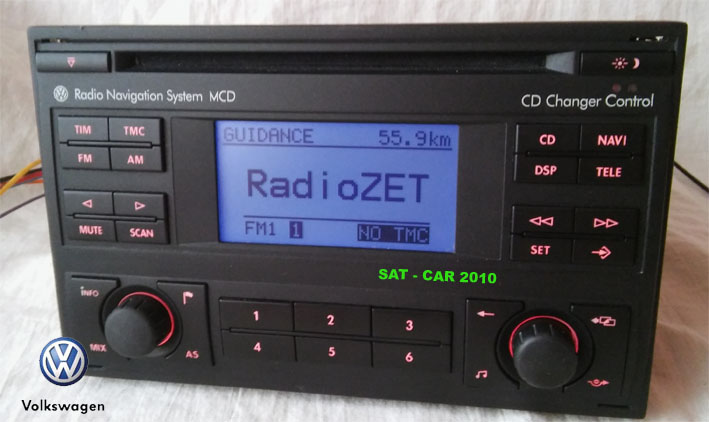 Radio Navigation System MCD
CD Changer Control
TIM TMC
FM AM
MUTE SCAN
GUIDANCE 55.9km
RadioZET
FM1 1 NO TMC
CD NAVI
DSP TELE
SET
SAT - CAR 2010
INFO
MIX AS
1 2 3
4 5 6
Volkswagen